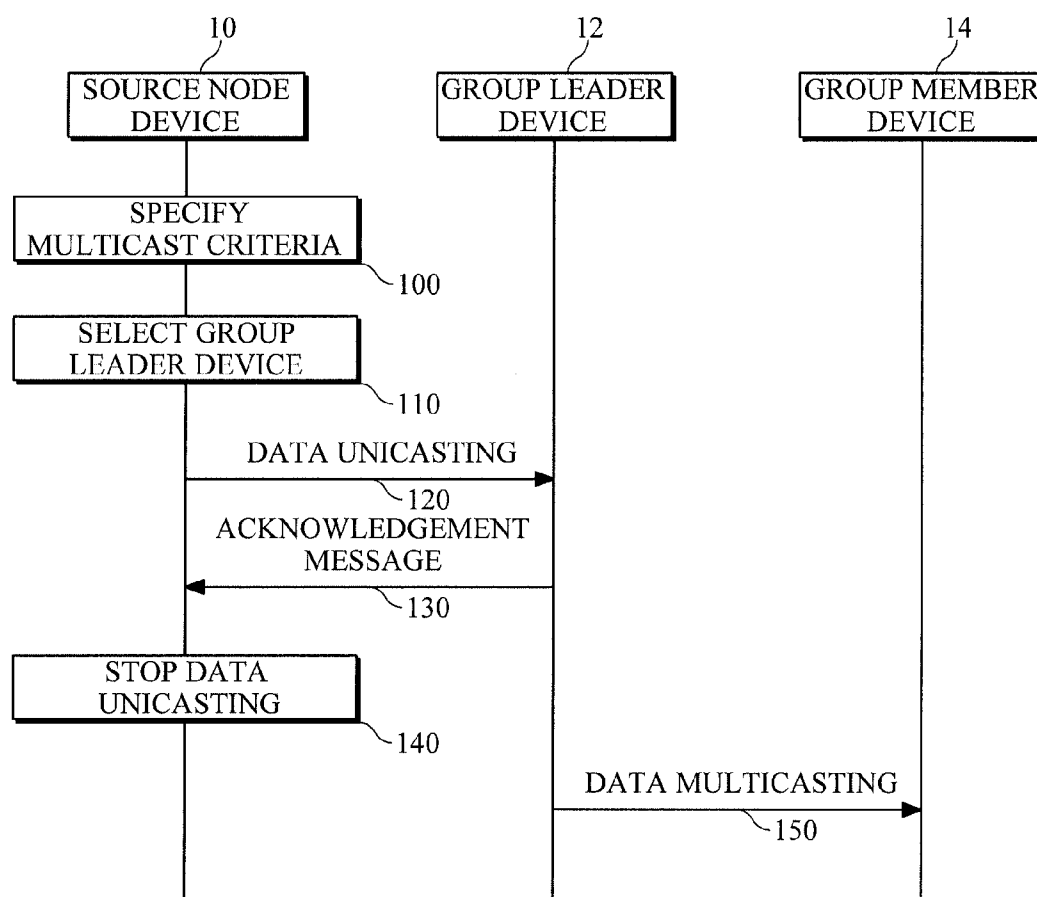 10
12
14
SOURCE NODE
DEVICE
GROUP LEADER
DEVICE
GROUP MEMBER
DEVICE
SPECIFY
MULTICAST CRITERIA
100
SELECT GROUP
LEADER DEVICE
110
DATA UNICASTING
120
ACKNOWLEDGEMENT
MESSAGE
130
STOP DATA
UNICASTING
140
DATA MULTICASTING
150